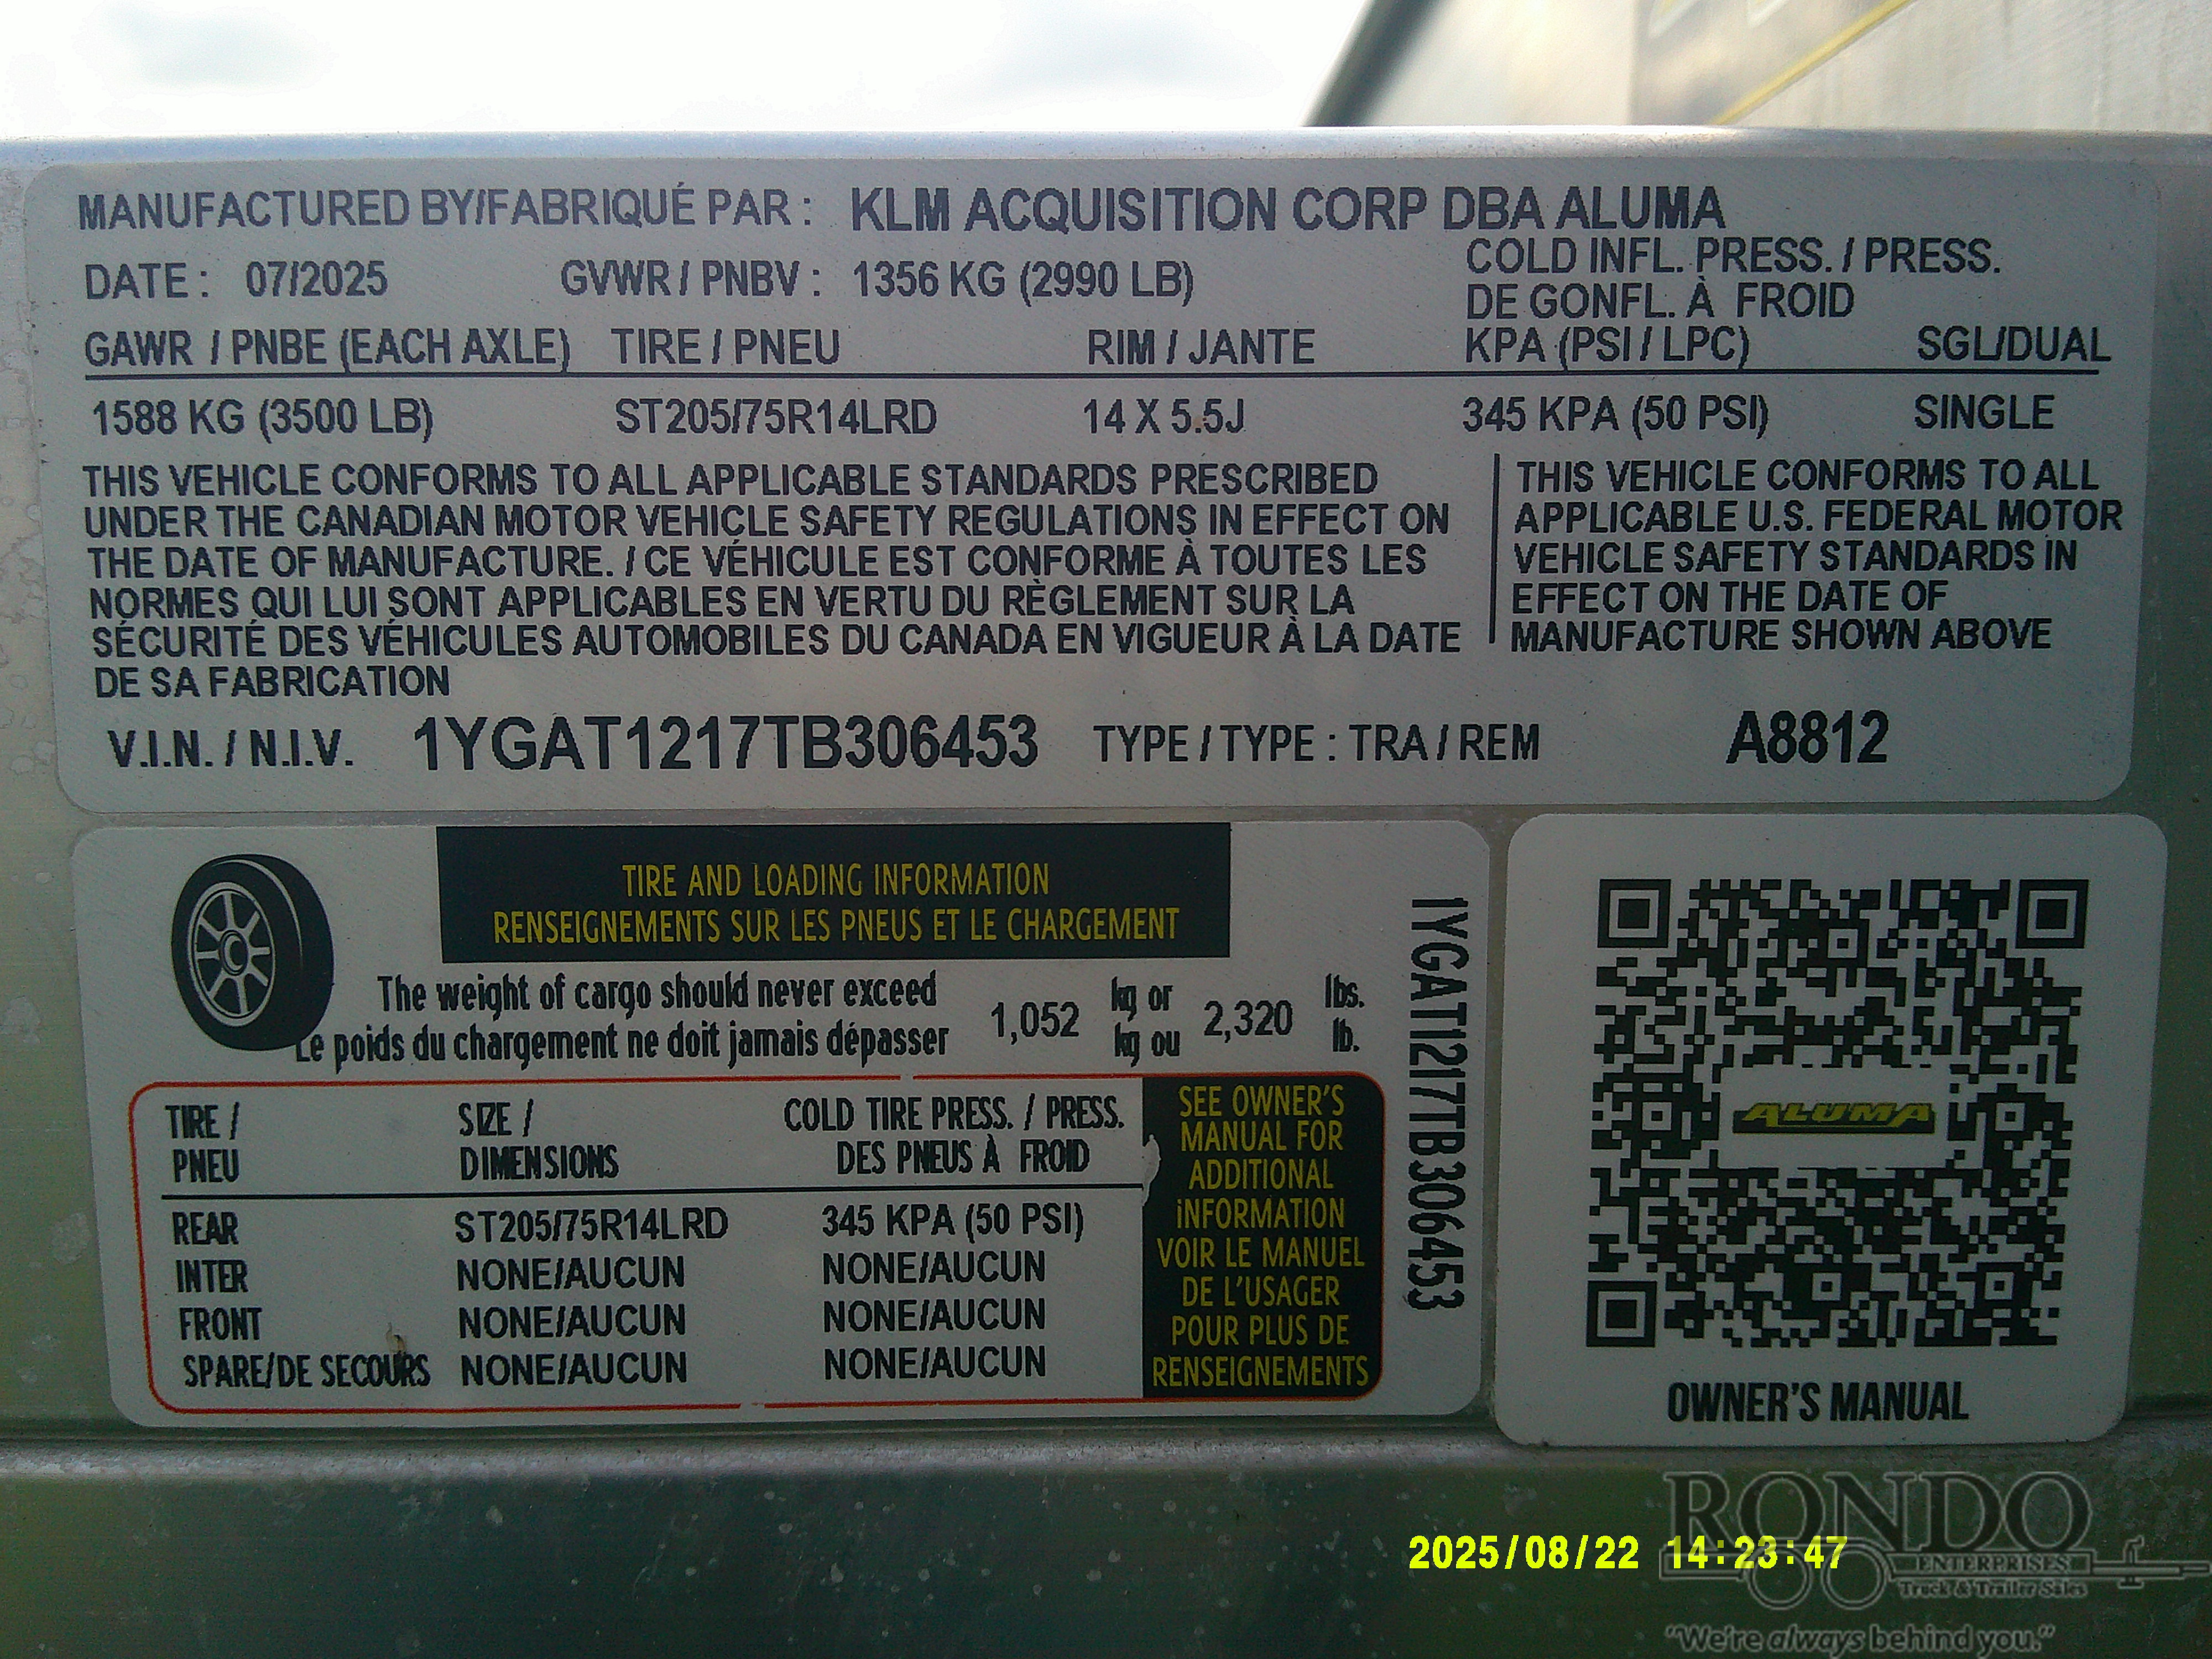 MANUFACTURED BY/FABRIQUÉ PAR : KLM ACQUISITION CORP DBA ALUMA
DATE : 07/2025 GVWR / PNBV : 1356 KG (2990 LB)
COLD INFL. PRESS. / PRESS.
DE GONFL. À FROID
GAWR / PNBE (EACH AXLE) TIRE / PNEU RIM / JANTE KPA (PSI / LPC) SGL/DUAL
1588 KG (3500 LB) ST205/75R14LRD 14 X 5.5J 345 KPA (50 PSI) SINGLE
THIS VEHICLE CONFORMS TO ALL APPLICABLE STANDARDS PRESCRIBED
UNDER THE CANADIAN MOTOR VEHICLE SAFETY REGULATIONS IN EFFECT ON
THE DATE OF MANUFACTURE. / CE VÉHICULE EST CONFORME À TOUTES LES
NORMES QUI LUI SONT APPLICABLES EN VERTU DU RÈGLEMENT SUR LA
SÉCURITÉ DES VÉHICULES AUTOMOBILES DU CANADA EN VIGUEUR À LA DATE
DE SA FABRICATION
THIS VEHICLE CONFORMS TO ALL
APPLICABLE U.S. FEDERAL MOTOR
VEHICLE SAFETY STANDARDS IN
EFFECT ON THE DATE OF
MANUFACTURE SHOWN ABOVE
V.I.N. / N.I.V. 1YGAT1217TB306453 TYPE / TYPE : TRA / REM A8812
TIRE AND LOADING INFORMATION
RENSEIGNEMENTS SUR LES PNEUS ET LE CHARGEMENT
The weight of cargo should never exceed
Le poids du chargement ne doit jamais dépasser
1,052 kg or
kg ou 2,320 lbs.
lb.
TIRE /
PNEU
SIZE /
DIMENSIONS
COLD TIRE PRESS. / PRESS.
DES PNEUS À FROID
REAR ST205/75R14LRD 345 KPA (50 PSI)
INTER NONE/AUCUN NONE/AUCUN
FRONT NONE/AUCUN NONE/AUCUN
SPARE/DE SECOURS NONE/AUCUN NONE/AUCUN
SEE OWNER'S
MANUAL FOR
ADDITIONAL
iNFORMATION
VOIR LE MANUEL
DE L'USAGER
POUR PLUS DE
RENSEIGNEMENTS
1YGAT1217TB306453
ALUMA
OWNER'S MANUAL
2025/08/22 14:23:47
RONDO
ENTERPRISES
Truck & Trailer Sales
"We're always behind you."